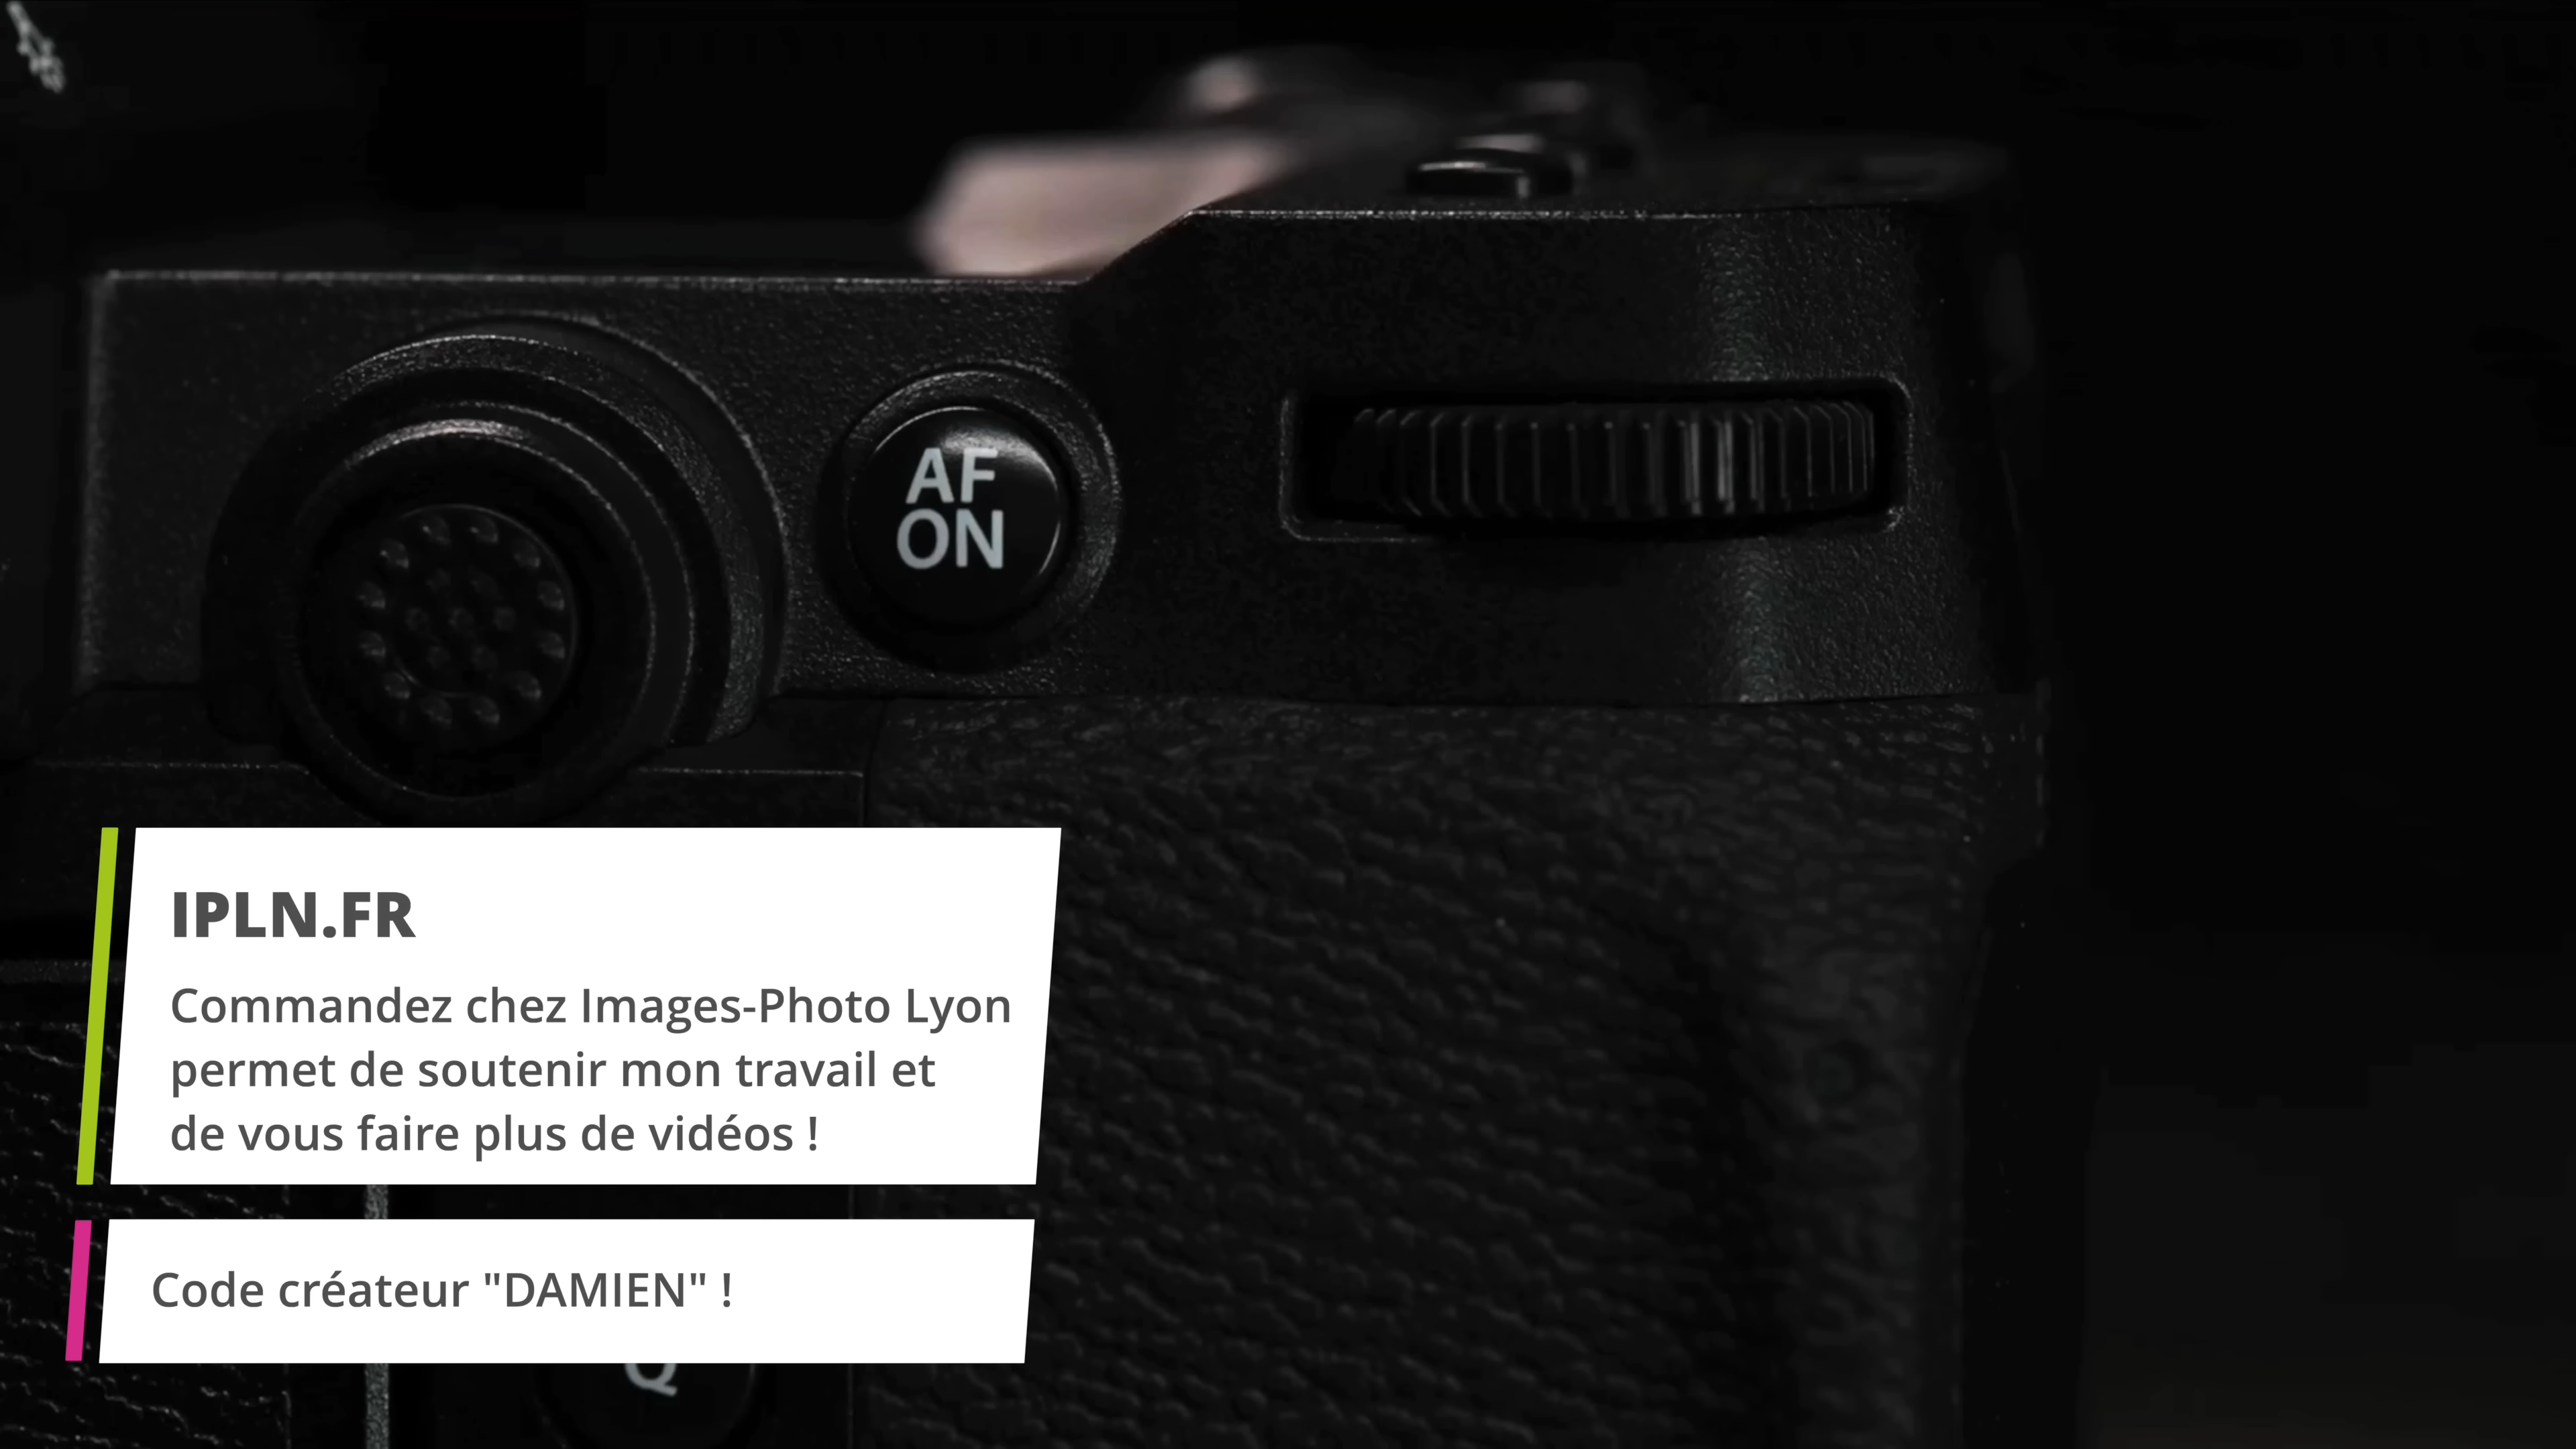 AF
ON
IPLN.FR
Commandez chez Images-Photo Lyon
permet de soutenir mon travail et
de vous faire plus de vidéos !
Code créateur "DAMIEN" !
Q